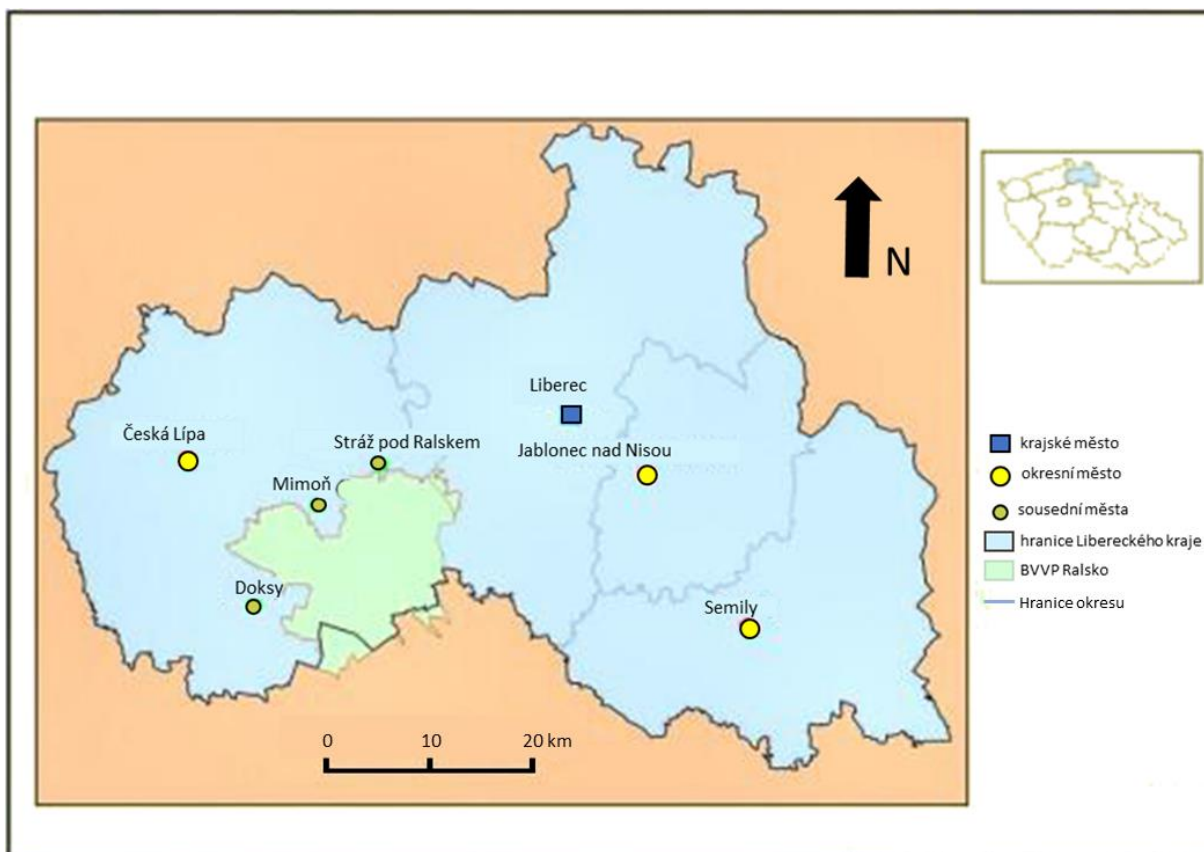 N
Liberec
Česká Lípa
Stráž pod Ralskem
Jablonec nad Nisou
Mimoň
Doksy
Semily
0 10 20 km
krajské město
okresní město
sousední města
hranice Libereckého kraje
BVVP Ralsko
Hranice okresu